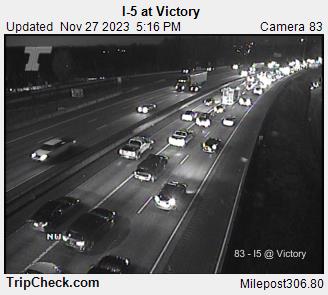 I-5 at Victory
Updated Nov 27 2023 5:16 PM Camera 83
T
NW
83 - I5 @ Victory
TripCheck.com Milepost306.80